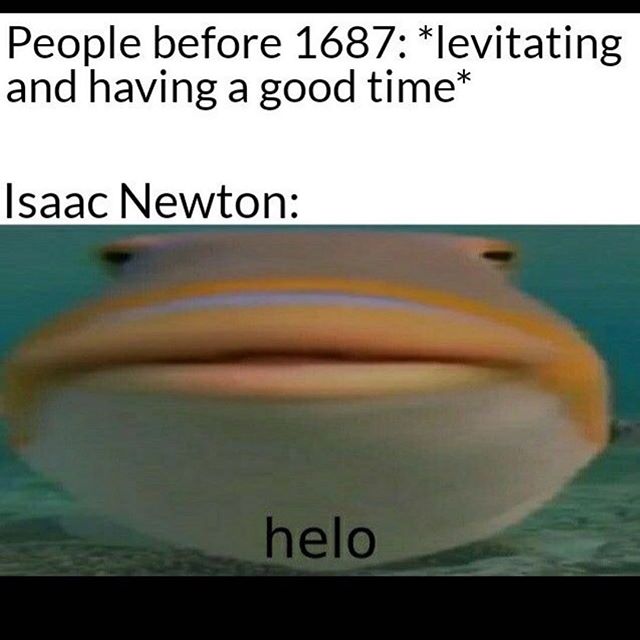 People before 1687: *levitating
and having a good time*
Isaac Newton:
helo